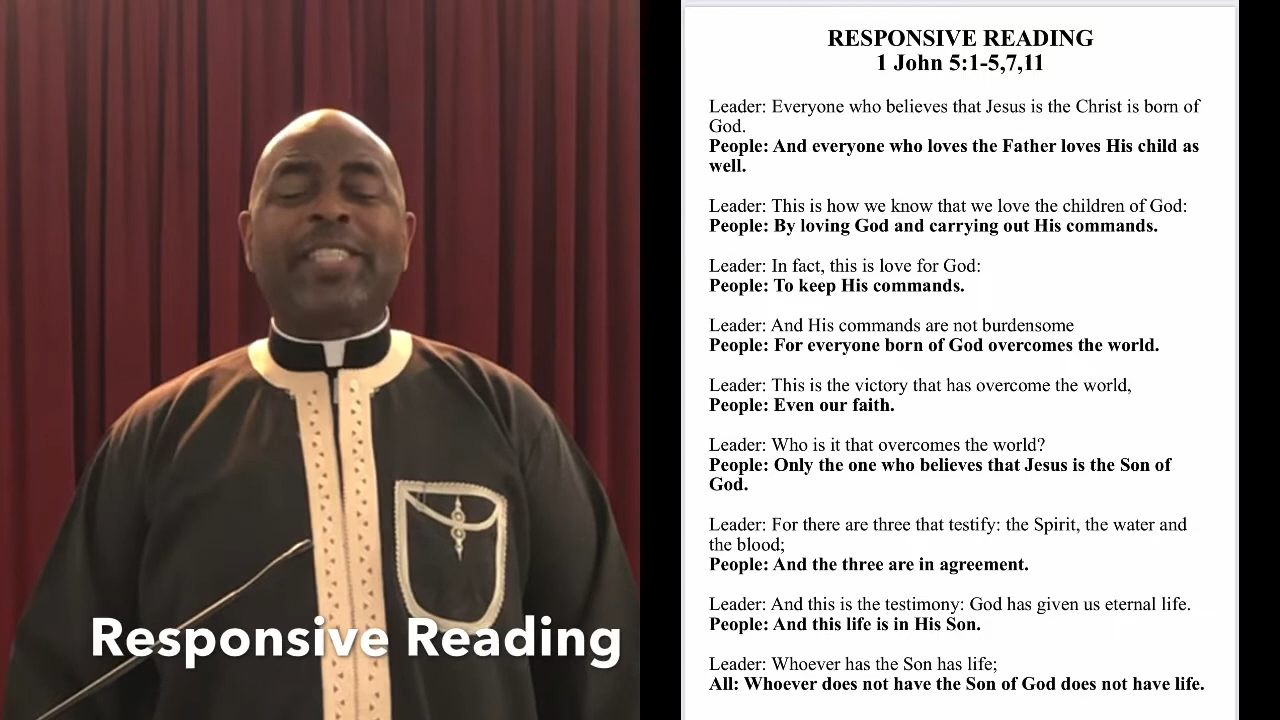 RESPONSIVE READING
1 John 5:1-5,7,11
Leader: Everyone who believes that Jesus is the Christ is born of
God.
People: And everyone who loves the Father loves His child as
well.
Leader: This is how we know that we love the children of God:
People: By loving God and carrying out His commands.
Leader: In fact, this is love for God:
People: To keep His commands.
Leader: And His commands are not burdensome
People: For everyone born of God overcomes the world.
Leader: This is the victory that has overcome the world,
People: Even our faith.
Leader: Who is it that overcomes the world?
People: Only the one who believes that Jesus is the Son of
God.
Leader: For there are three that testify: the Spirit, the water and
the blood;
People: And the three are in agreement.
Leader: And this is the testimony: God has given us eternal life.
People: And this life is in His Son.
Leader: Whoever has the Son has life;
All: Whoever does not have the Son of God does not have life.
Responsive Reading